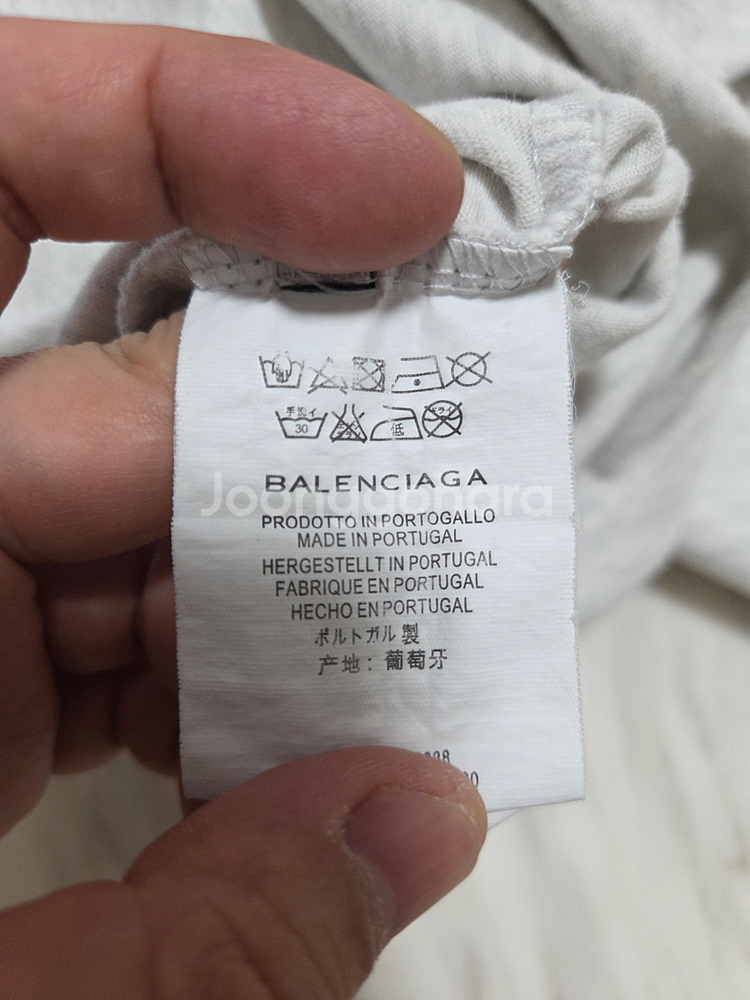 手洗イ
30
低
ドライ
BALENCIAGA
Joonggonara
PRODOTTO IN PORTOGALLO
MADE IN PORTUGAL
HERGESTELLT IN PORTUGAL
FABRIQUE EN PORTUGAL
HECHO EN PORTUGAL
ポルトガル製
产地：葡萄牙